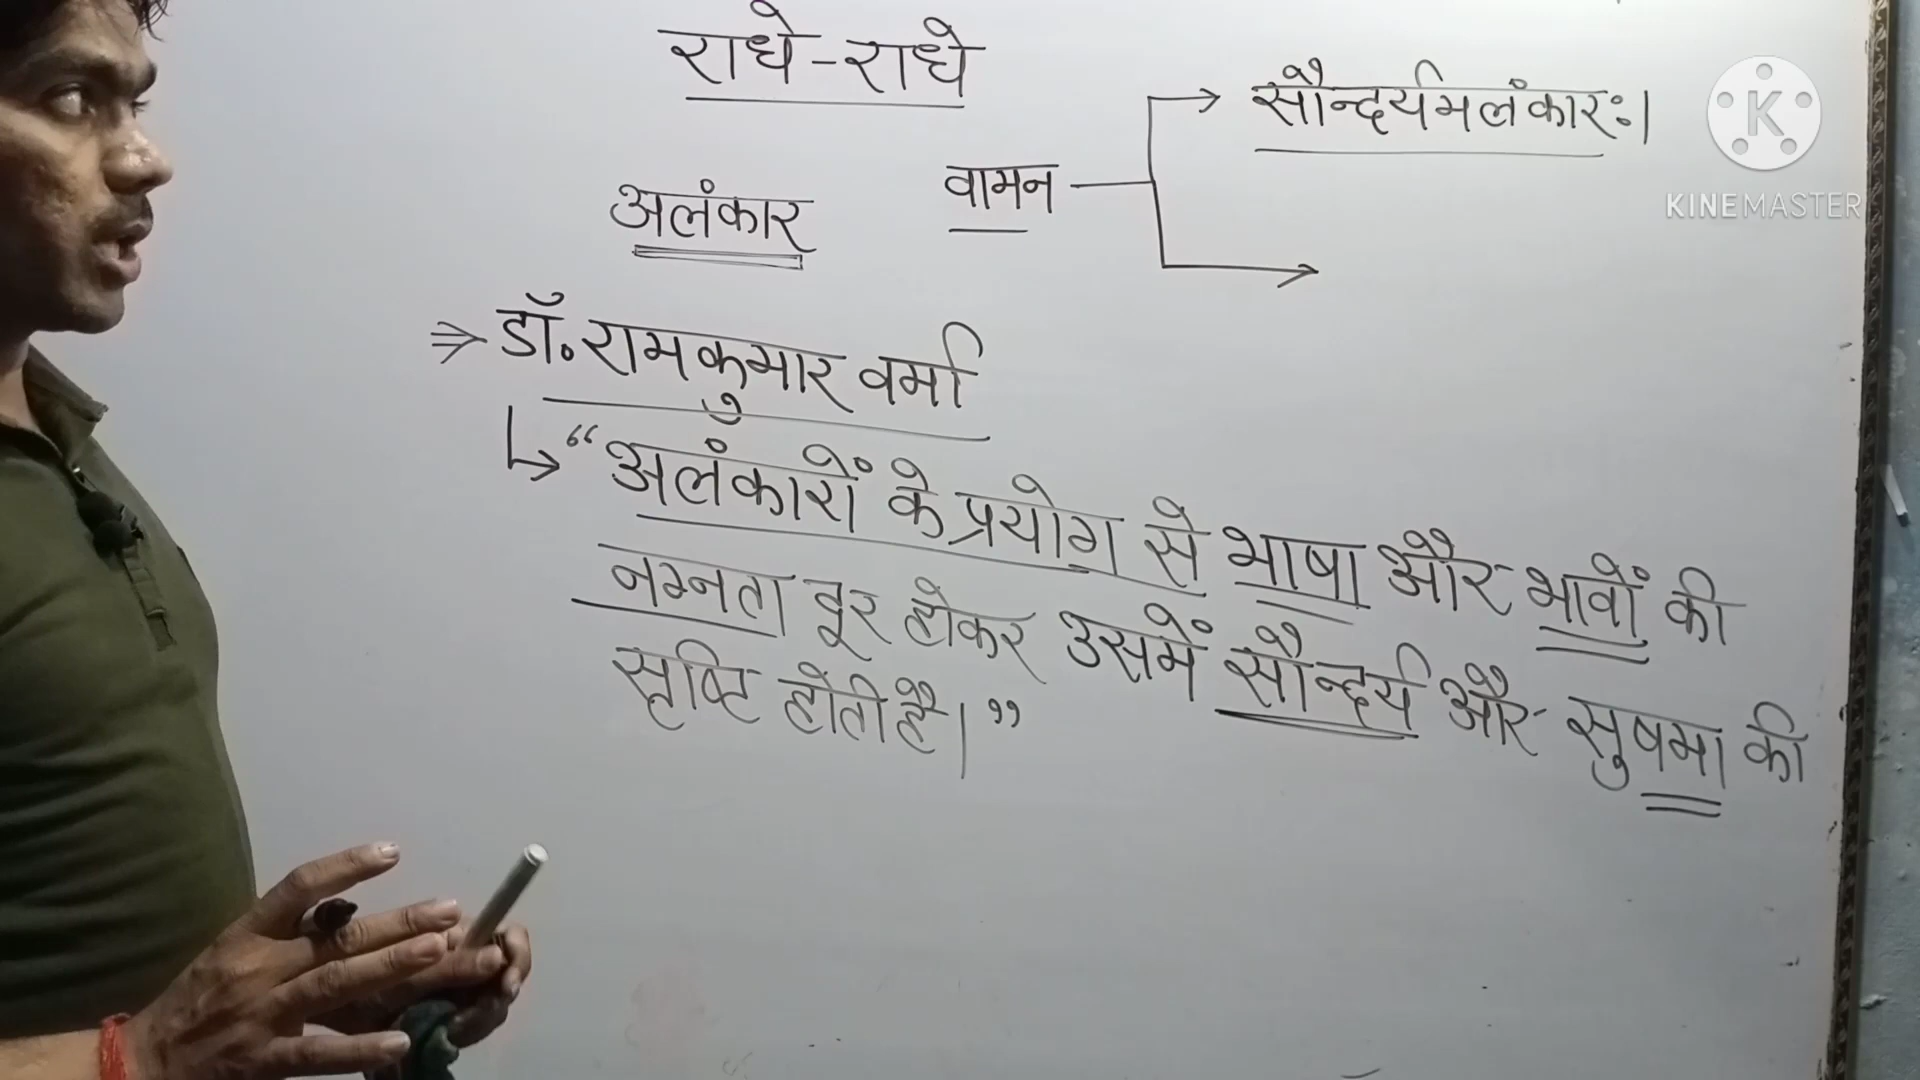 राधे-राधे
सौन्दर्यमलंकारः।
वामन
अलंकार
डॉ. रामकुमार वर्मा
“अलंकारों के प्रयोग से भाषा और भावों की
नग्नता दूर होकर उसमें सौन्दर्य और सुषमा की
सृष्टि होती है।”
K
KINEMASTER